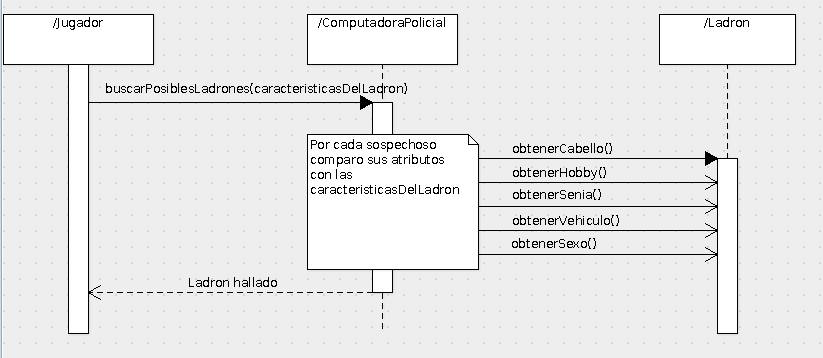 /Jugador
/ComputadoraPolicial
/Ladron
buscarPosiblesLadrones(caracteristicasDelLadron)
Por cada sospechoso
comparo sus atributos
con las
caracteristicasDelLadron
obtenerCabello()
obtenerHobby()
obtenerSenia()
obtenerVehiculo()
obtenerSexo()
Ladron hallado